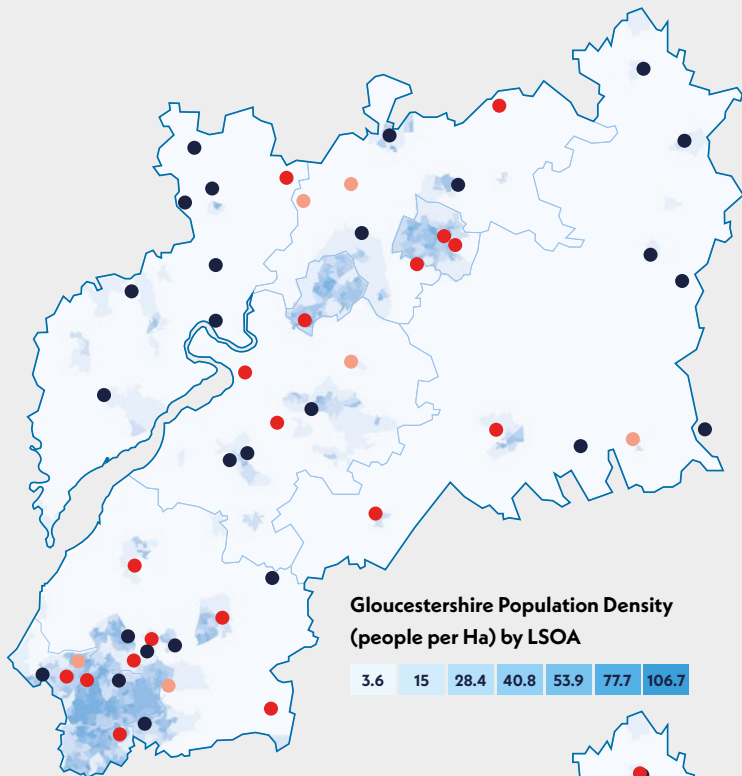 Gloucestershire Population Density
(people per Ha) by LSOA
3.6 15 28.4 40.8 53.9 77.7 106.7